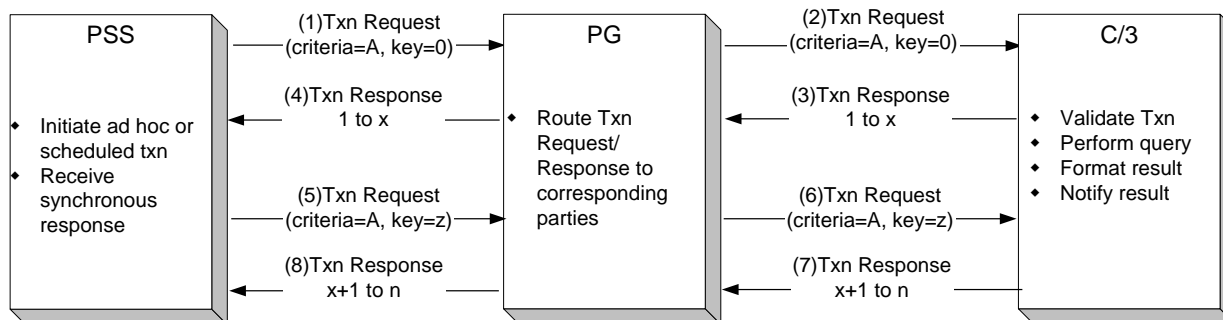 PSS
◆ Initiate ad hoc or
scheduled txn
◆ Receive
synchronous
response
(1)Txn Request
(criteria=A, key=0)
(4)Txn Response
1 to x
(5)Txn Request
(criteria=A, key=z)
(8)Txn Response
x+1 to n
PG
◆ Route Txn
Request/
Response to
corresponding
parties
(2)Txn Request
(criteria=A, key=0)
(3)Txn Response
1 to x
(6)Txn Request
(criteria=A, key=z)
(7)Txn Response
x+1 to n
C/3
◆ Validate Txn
◆ Perform query
◆ Format result
◆ Notify result